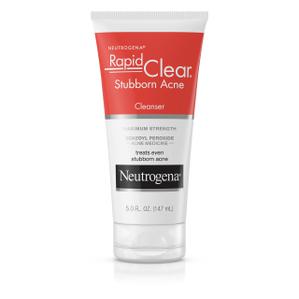 NEUTROGENA®
Rapid Clear®
Stubborn Acne
Cleanser
MAXIMUM STRENGTH
BENZOYL PEROXIDE
— ACNE MEDICINE —
treats even
stubborn acne
Neutrogena®
5.0 FL. OZ. (147 mL)